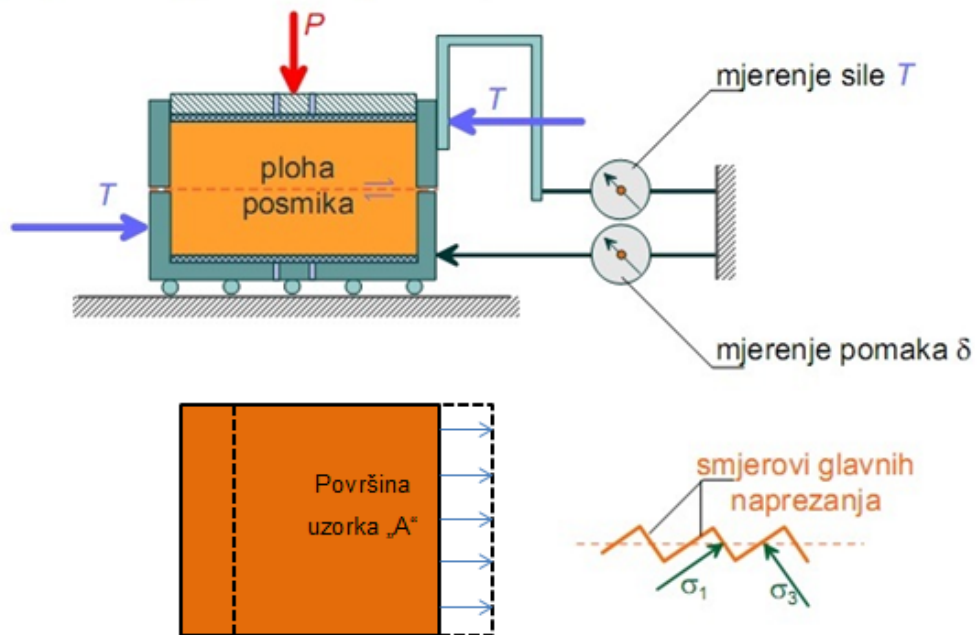 P
T
mjerenje sile T
ploha
posmika
T
mjerenje pomaka δ
Površina
uzorka „A“
smjerovi glavnih
naprezanja
σ₁
σ₃